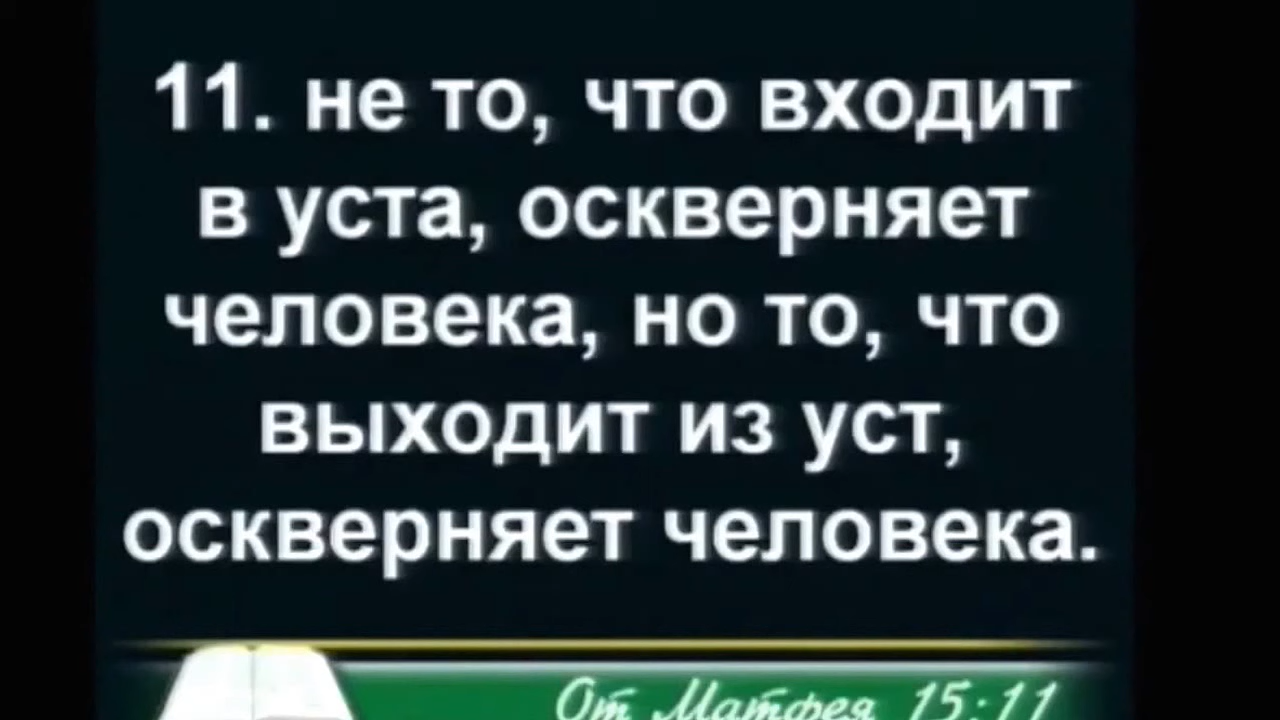 11. не то, что входит
в уста, оскверняет
человека, но то, что
выходит из уст,
оскверняет человека.
От Матфея 15:11